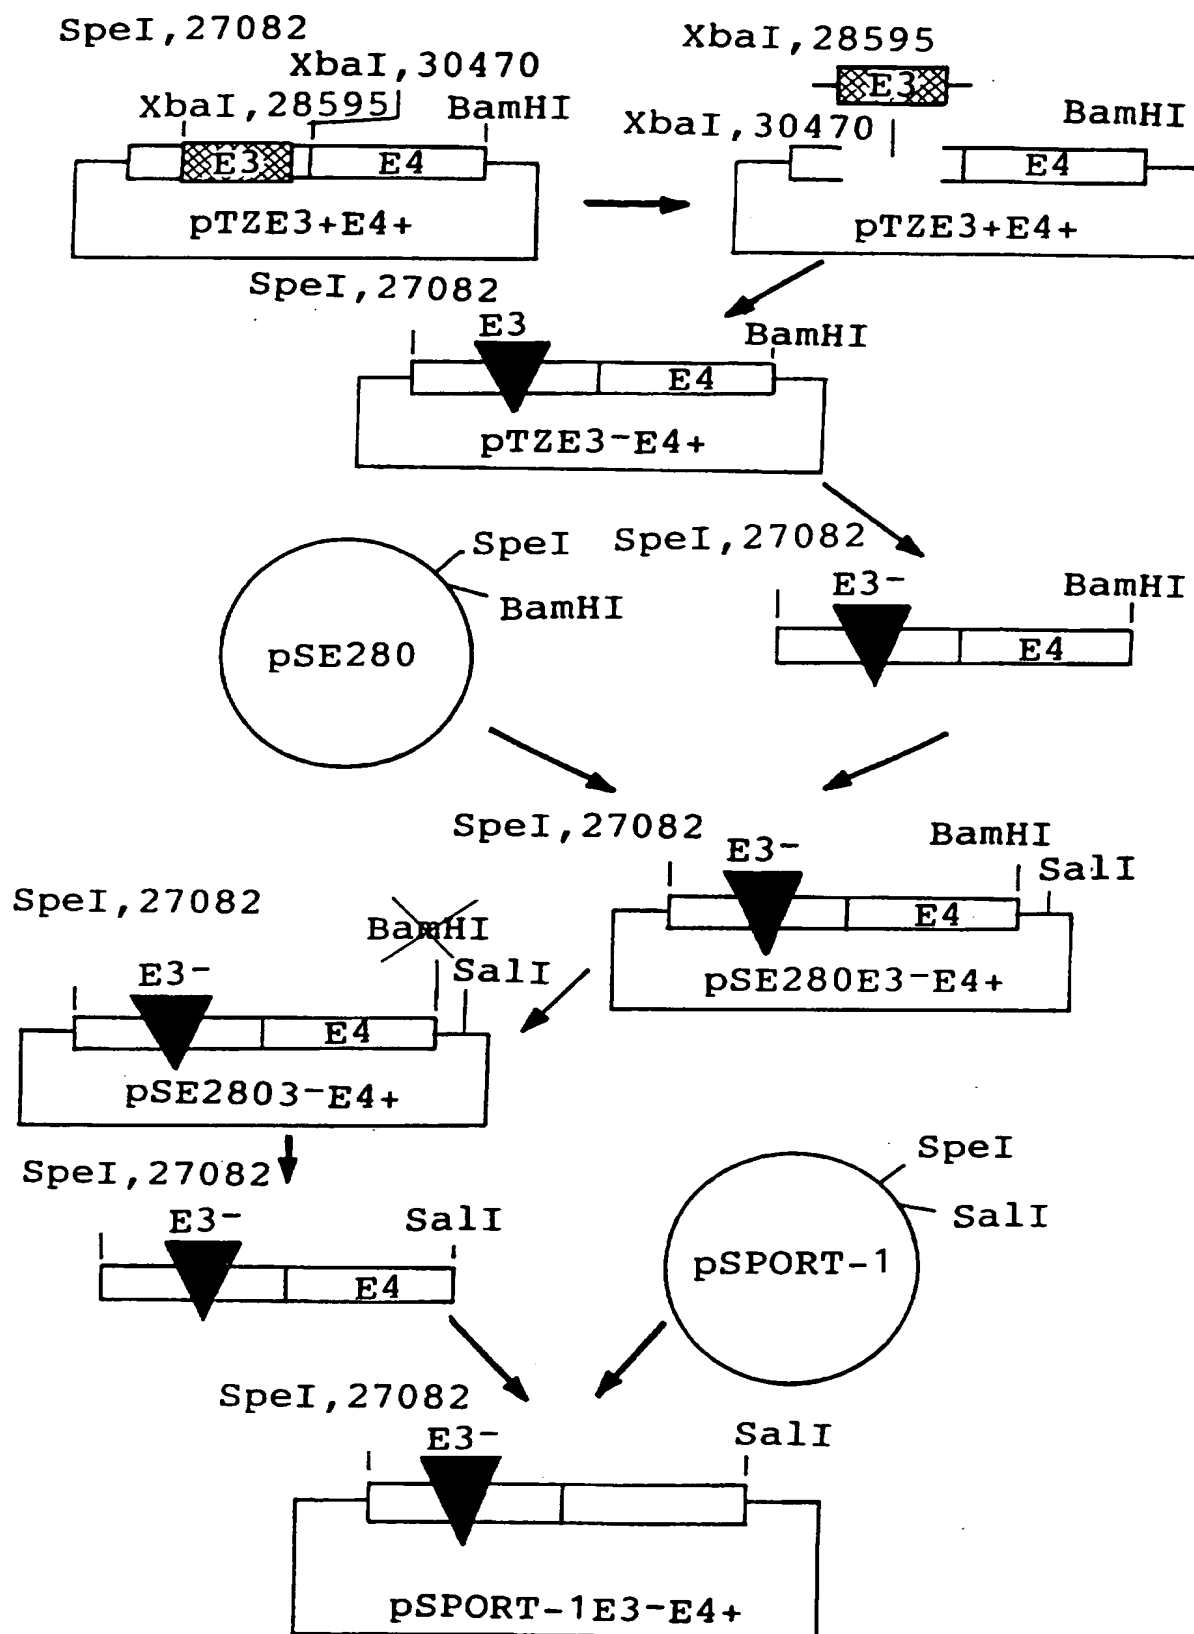 SpeI,27082
XbaI,30470
XbaI,28595
BamHI
E3
E4
pTZE3+E4+
XbaI,28595
E3
XbaI,30470
BamHI
E4
pTZE3+E4+
SpeI,27082
E3
BamHI
E4
pTZE3-E4+
SpeI
BamHI
pSE280
SpeI,27082
E3-
BamHI
E4
SpeI,27082
E3-
BamHI
SalI
E4
pSE280E3-E4+
SpeI,27082
BamHI
E3-
SalI
E4
pSE2803-E4+
SpeI,27082
E3-
SalI
E4
SpeI
SalI
pSPORT-1
SpeI,27082
E3-
SalI
pSPORT-1E3-E4+